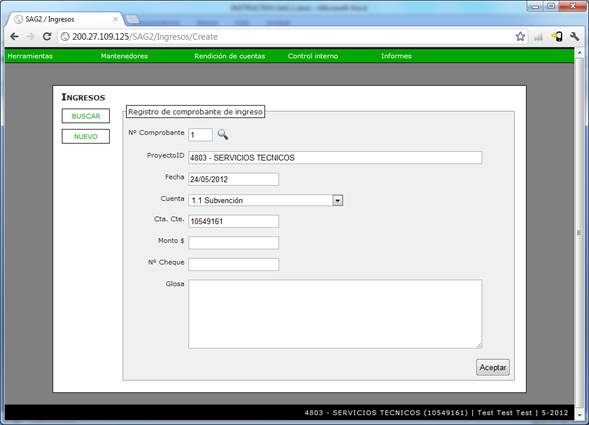 SAG2 / Ingresos
200.27.109.125/SAG2/Ingresos/Create
Herramientas Mantenedores Rendición de cuentas Control interno Informes
INGRESOS
BUSCAR
NUEVO
Registro de comprobante de ingreso
Nº Comprobante 1
ProyectoID 4803 - SERVICIOS TECNICOS
Fecha 24/05/2012
Cuenta 1.1 Subvención
Cta. Cte. 10549161
Monto $
Nº Cheque
Glosa
Aceptar
4803 - SERVICIOS TECNICOS (10549161) | Test Test Test | 5-2012